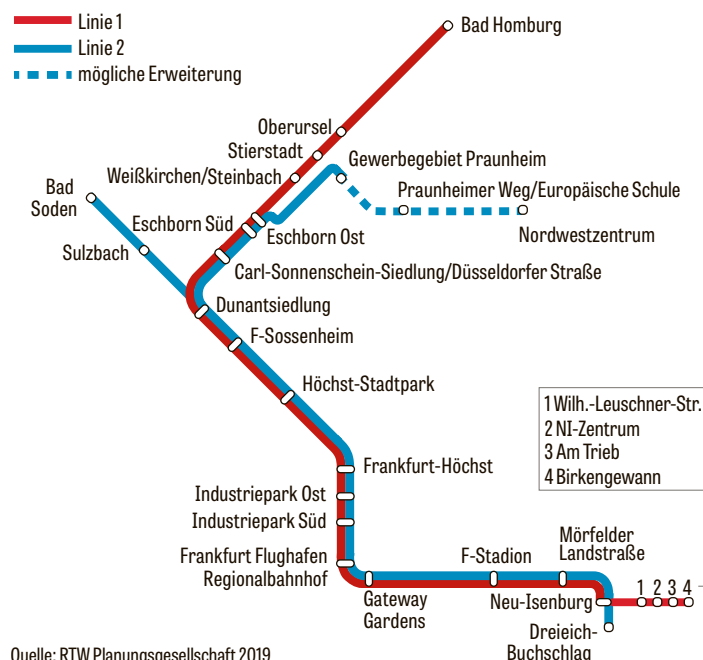 Linie 1
Linie 2
mögliche Erweiterung
Bad Homburg
Oberursel
Stierstadt
Weißkirchen/Steinbach
Gewerbegebiet Praunheim
Praunheimer Weg/Europäische Schule
Nordwestzentrum
Bad
Soden
Sulzbach
Eschborn Süd
Eschborn Ost
Carl-Sonnenschein-Siedlung/Düsseldorfer Straße
Dunantsiedlung
F-Sossenheim
Höchst-Stadtpark
1 Wilh.-Leuschner-Str.
2 NI-Zentrum
3 Am Trieb
4 Birkengewann
Frankfurt-Höchst
Industriepark Ost
Industriepark Süd
Frankfurt Flughafen
Regionalbahnhof
Gateway
Gardens
F-Stadion
Mörfelder
Landstraße
Neu-Isenburg
1 2 3 4
Dreieich-
Buchschlag
Quelle: RTW Planungsgesellschaft 2019